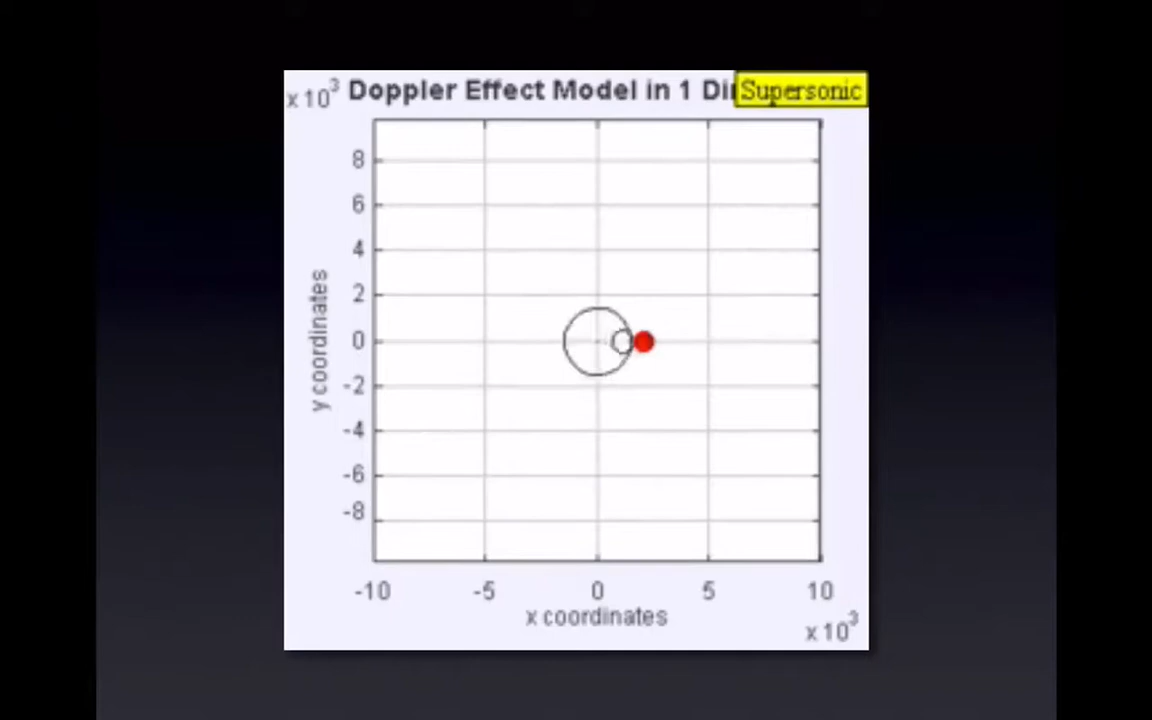 x 10³ Doppler Effect Model in 1 Di
Supersonic
8
6
4
2
0
-2
-4
-6
-8
y coordinates
-10 -5 0 5 10
x coordinates
x 10³